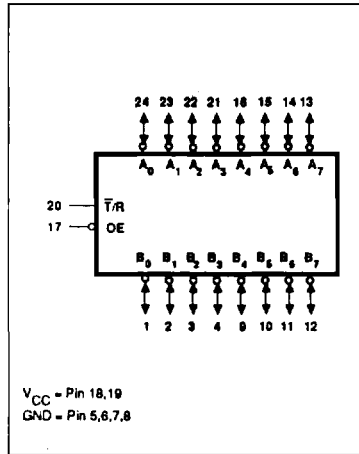 24 23 22 21 16 15 14 13
A0 A1 A2 A3 A4 A5 A6 A7
20 T̅/R
17 OE
B0 B1 B2 B3 B4 B5 B6 B7
1 2 3 4 9 10 11 12
VCC = Pin 18,19
GND = Pin 5,6,7,8